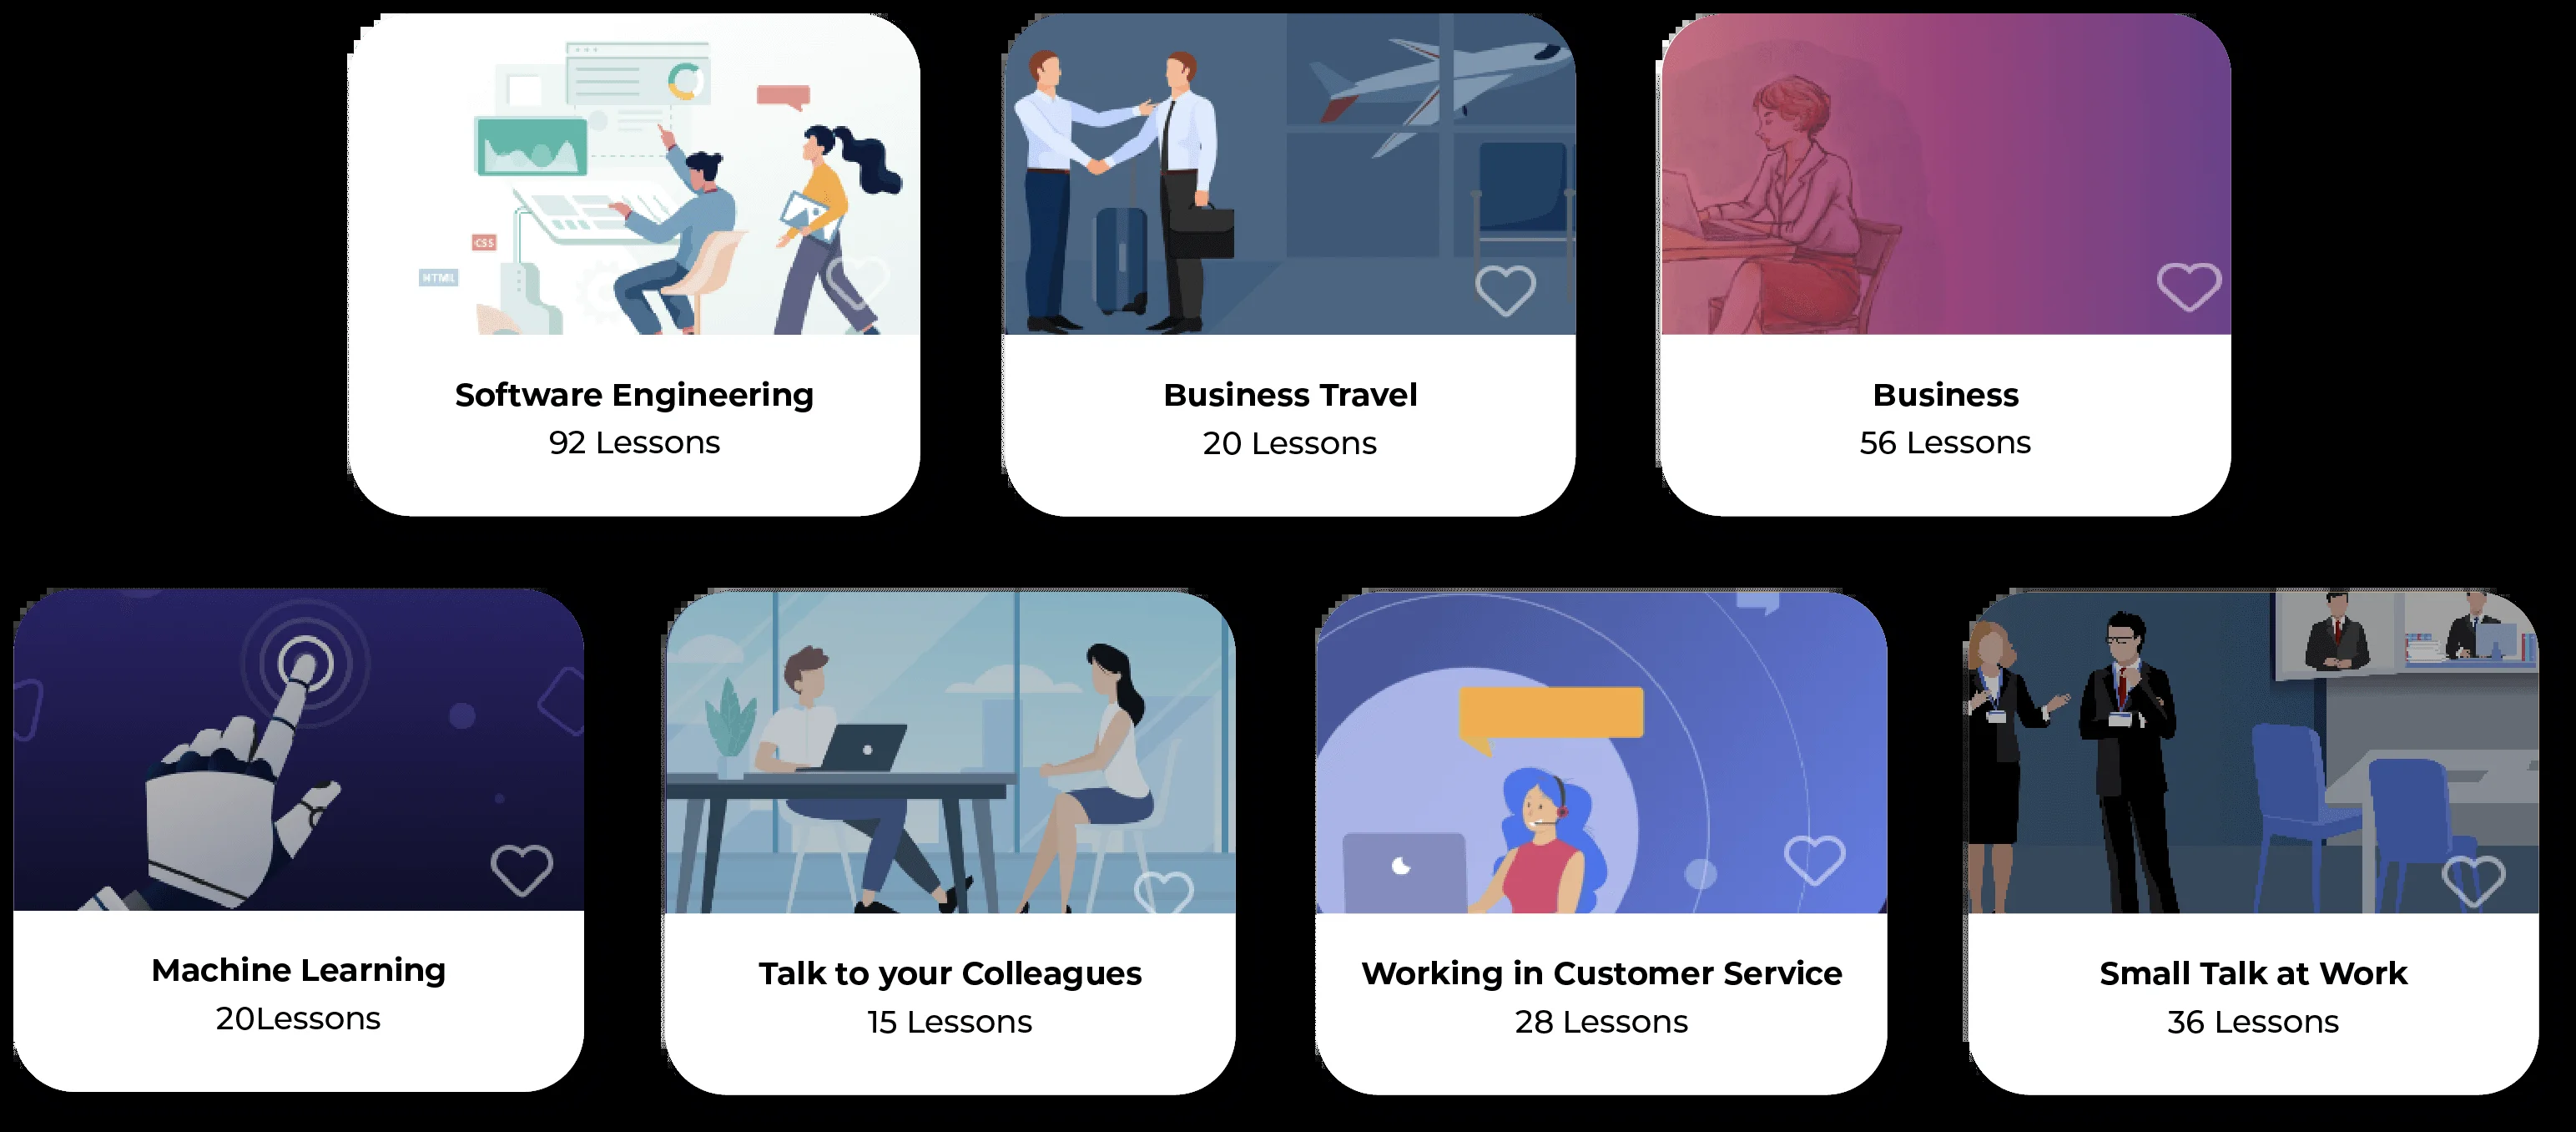 CSS
HTML
Software Engineering
92 Lessons
Business Travel
20 Lessons
Business
56 Lessons
Machine Learning
20Lessons
Talk to your Colleagues
15 Lessons
Working in Customer Service
28 Lessons
Small Talk at Work
36 Lessons